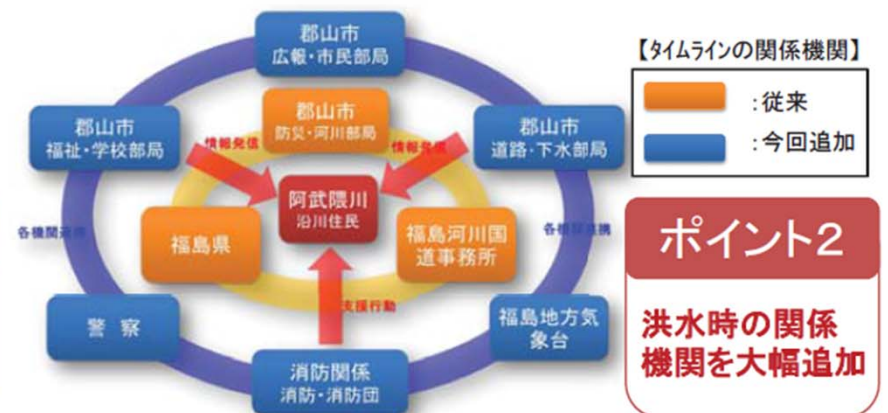 郡山市
広報・市民部局
郡山市
福祉・学校部局
郡山市
防災・河川部局
郡山市
道路・下水部局
情報発信
情報発信
阿武隈川
沿川住民
福島県
福島河川国
道事務所
各機関連携
各機関連携
支援行動
警 察
福島地方気
象台
消防関係
消防・消防団
【タイムラインの関係機関】
:従来
:今回追加
ポイント2
洪水時の関係
機関を大幅追加